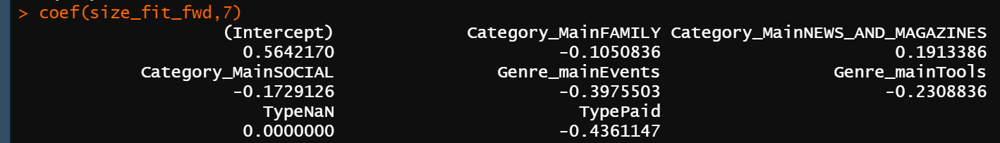 > coef(size_fit_fwd,7)
(Intercept) Category_MainFAMILY Category_MainNEWS_AND_MAGAZINES
0.5642170 -0.1050836 0.1913386
Category_MainSOCIAL Genre_mainEvents Genre_mainTools
-0.1729126 -0.3975503 -0.2308836
TypeNaN TypePaid
0.0000000 -0.4361147